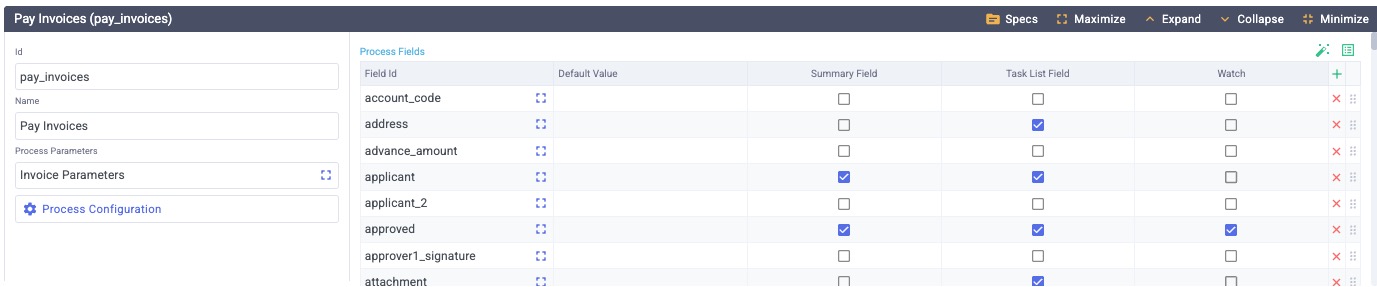 Pay Invoices (pay_invoices) Specs Maximize Expand Collapse Minimize
Id
pay_invoices
Name
Pay Invoices
Process Parameters
Invoice Parameters
Process Configuration
Process Fields
Field Id Default Value Summary Field Task List Field Watch
account_code
address
advance_amount
applicant
applicant_2
approved
approver1_signature
attachment